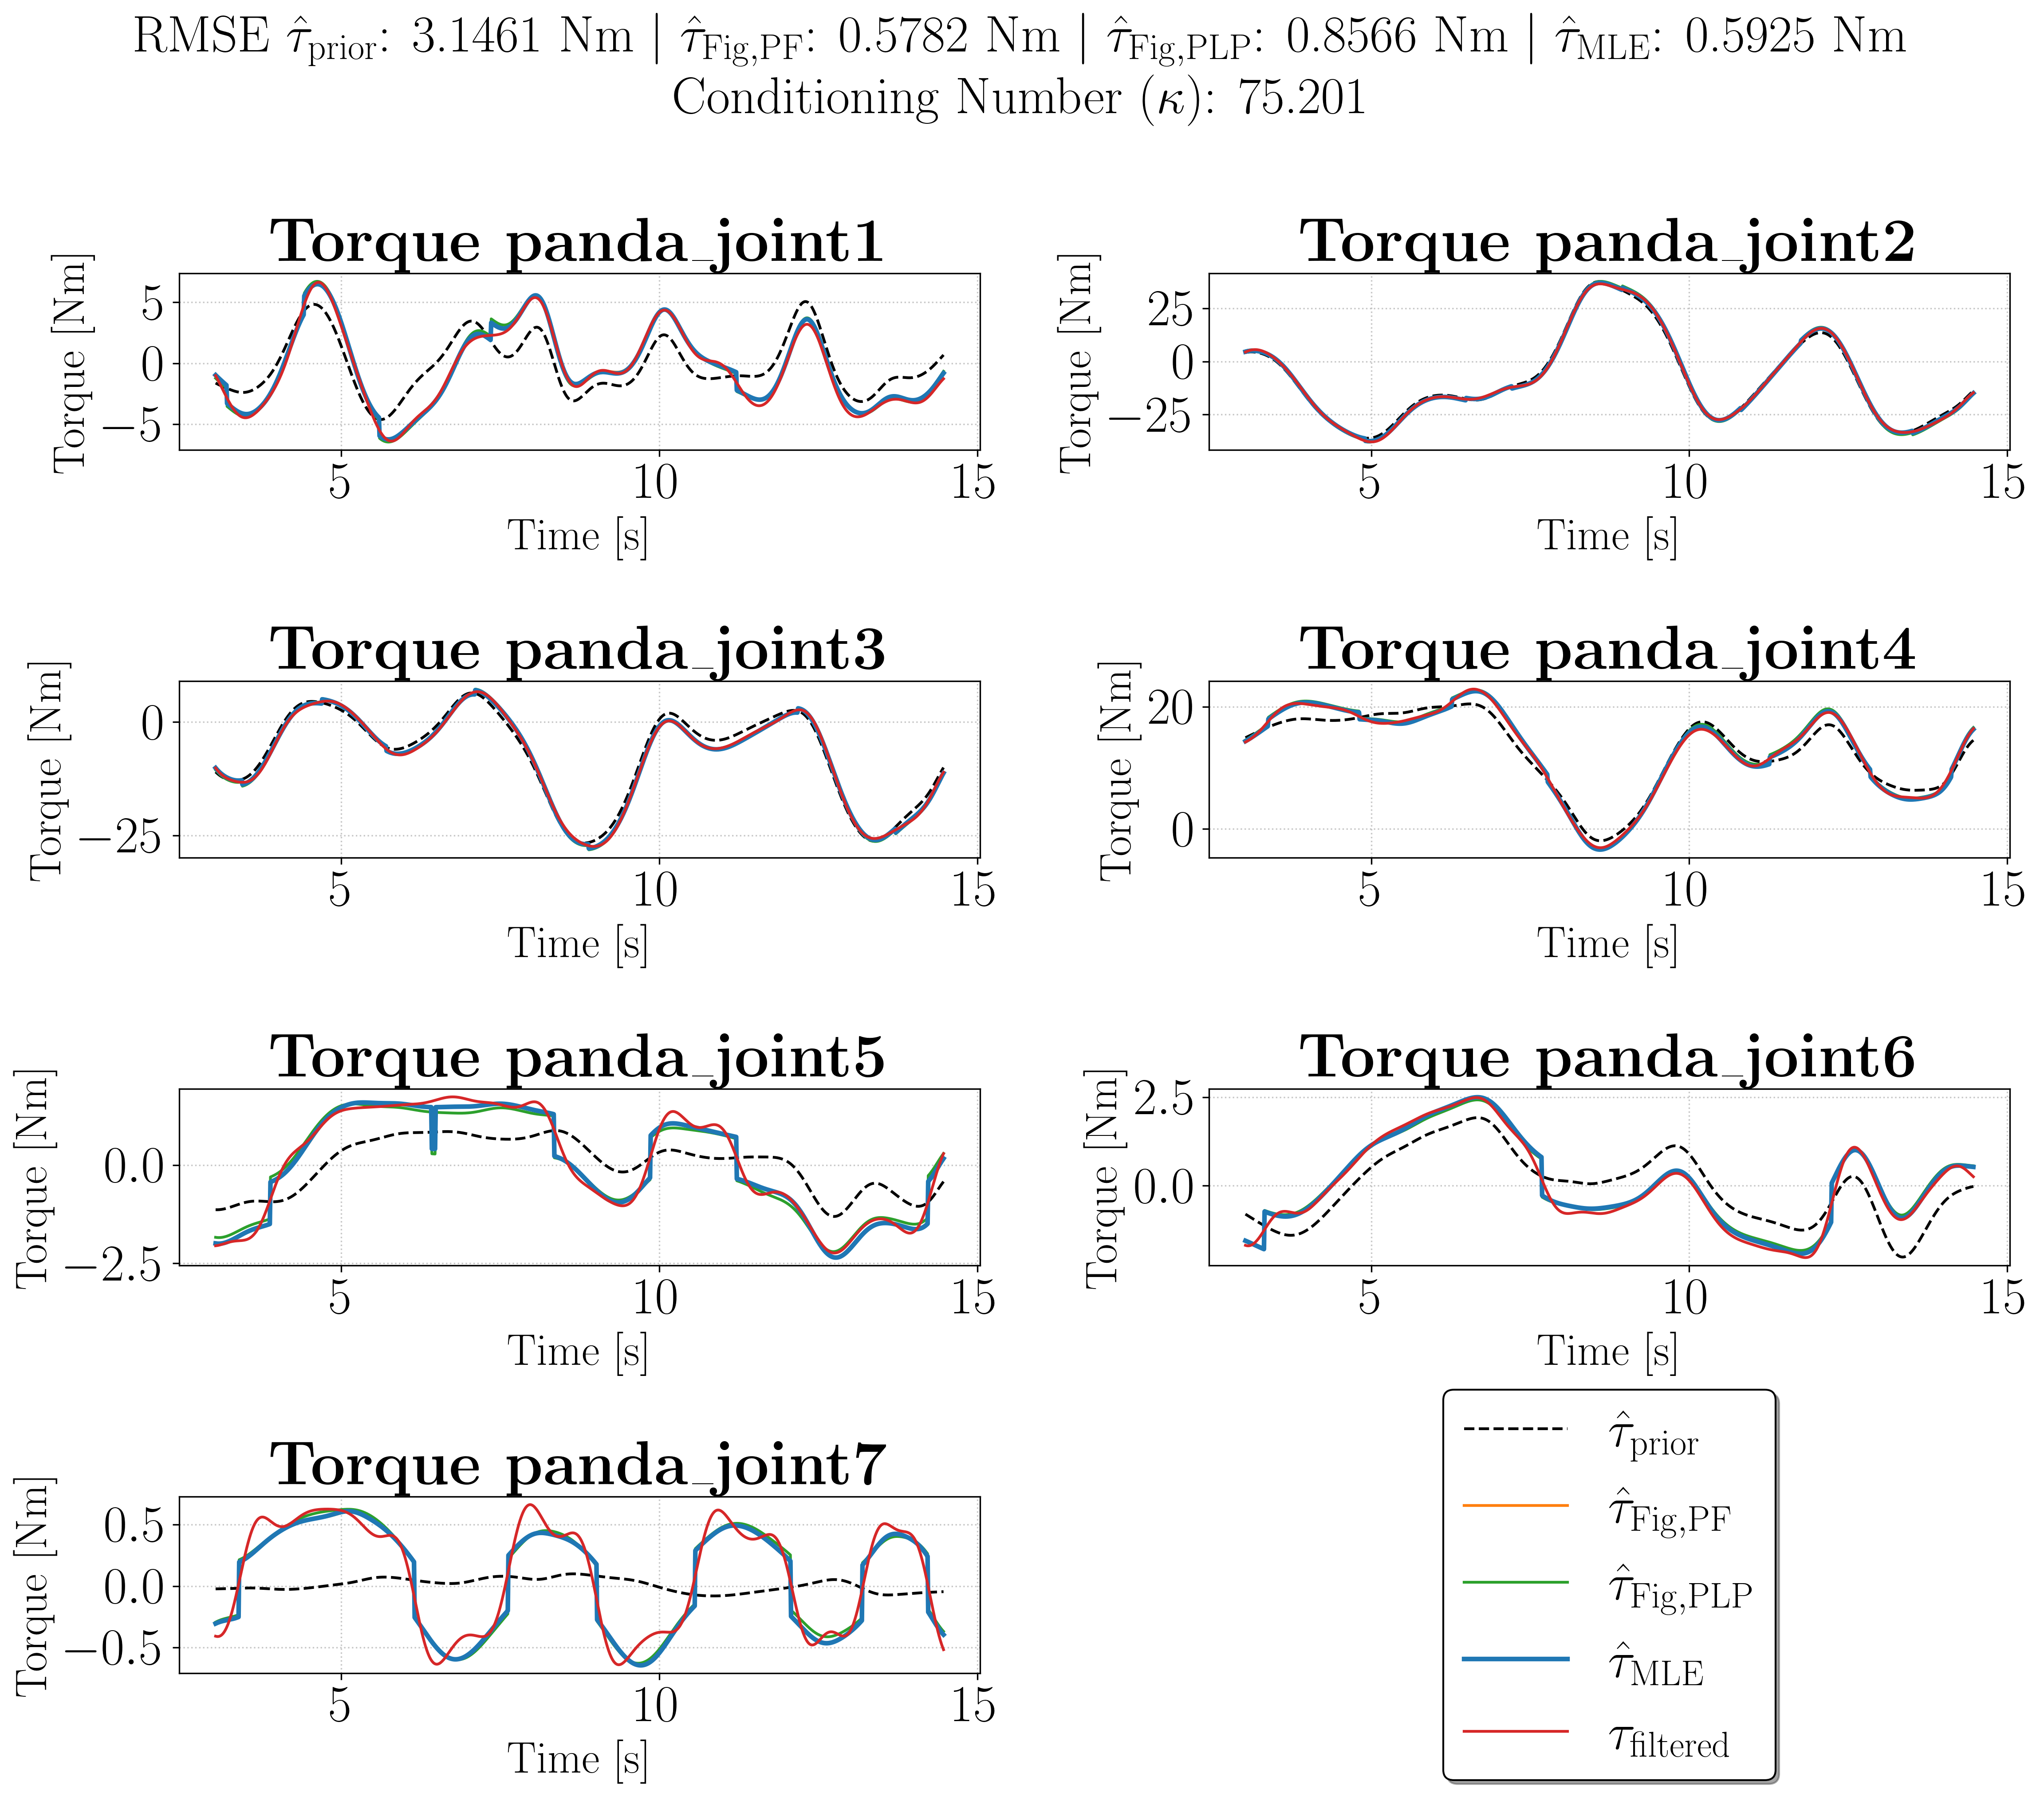 RMSE τ̂prior: 3.1461 Nm | τ̂Fig,PF: 0.5782 Nm | τ̂Fig,PLP: 0.8566 Nm | τ̂MLE: 0.5925 Nm
Conditioning Number (κ): 75.201
Torque panda_joint1
Torque [Nm]
5
0
−5
5 10 15
Time [s]
Torque panda_joint2
Torque [Nm]
25
0
−25
5 10 15
Time [s]
Torque panda_joint3
Torque [Nm]
0
−25
5 10 15
Time [s]
Torque panda_joint4
Torque [Nm]
20
0
5 10 15
Time [s]
Torque panda_joint5
Torque [Nm]
0.0
−2.5
5 10 15
Time [s]
Torque panda_joint6
Torque [Nm]
2.5
0.0
5 10 15
Time [s]
Torque panda_joint7
Torque [Nm]
0.5
0.0
−0.5
5 10 15
Time [s]
τ̂prior
τ̂Fig,PF
τ̂Fig,PLP
τ̂MLE
τfiltered